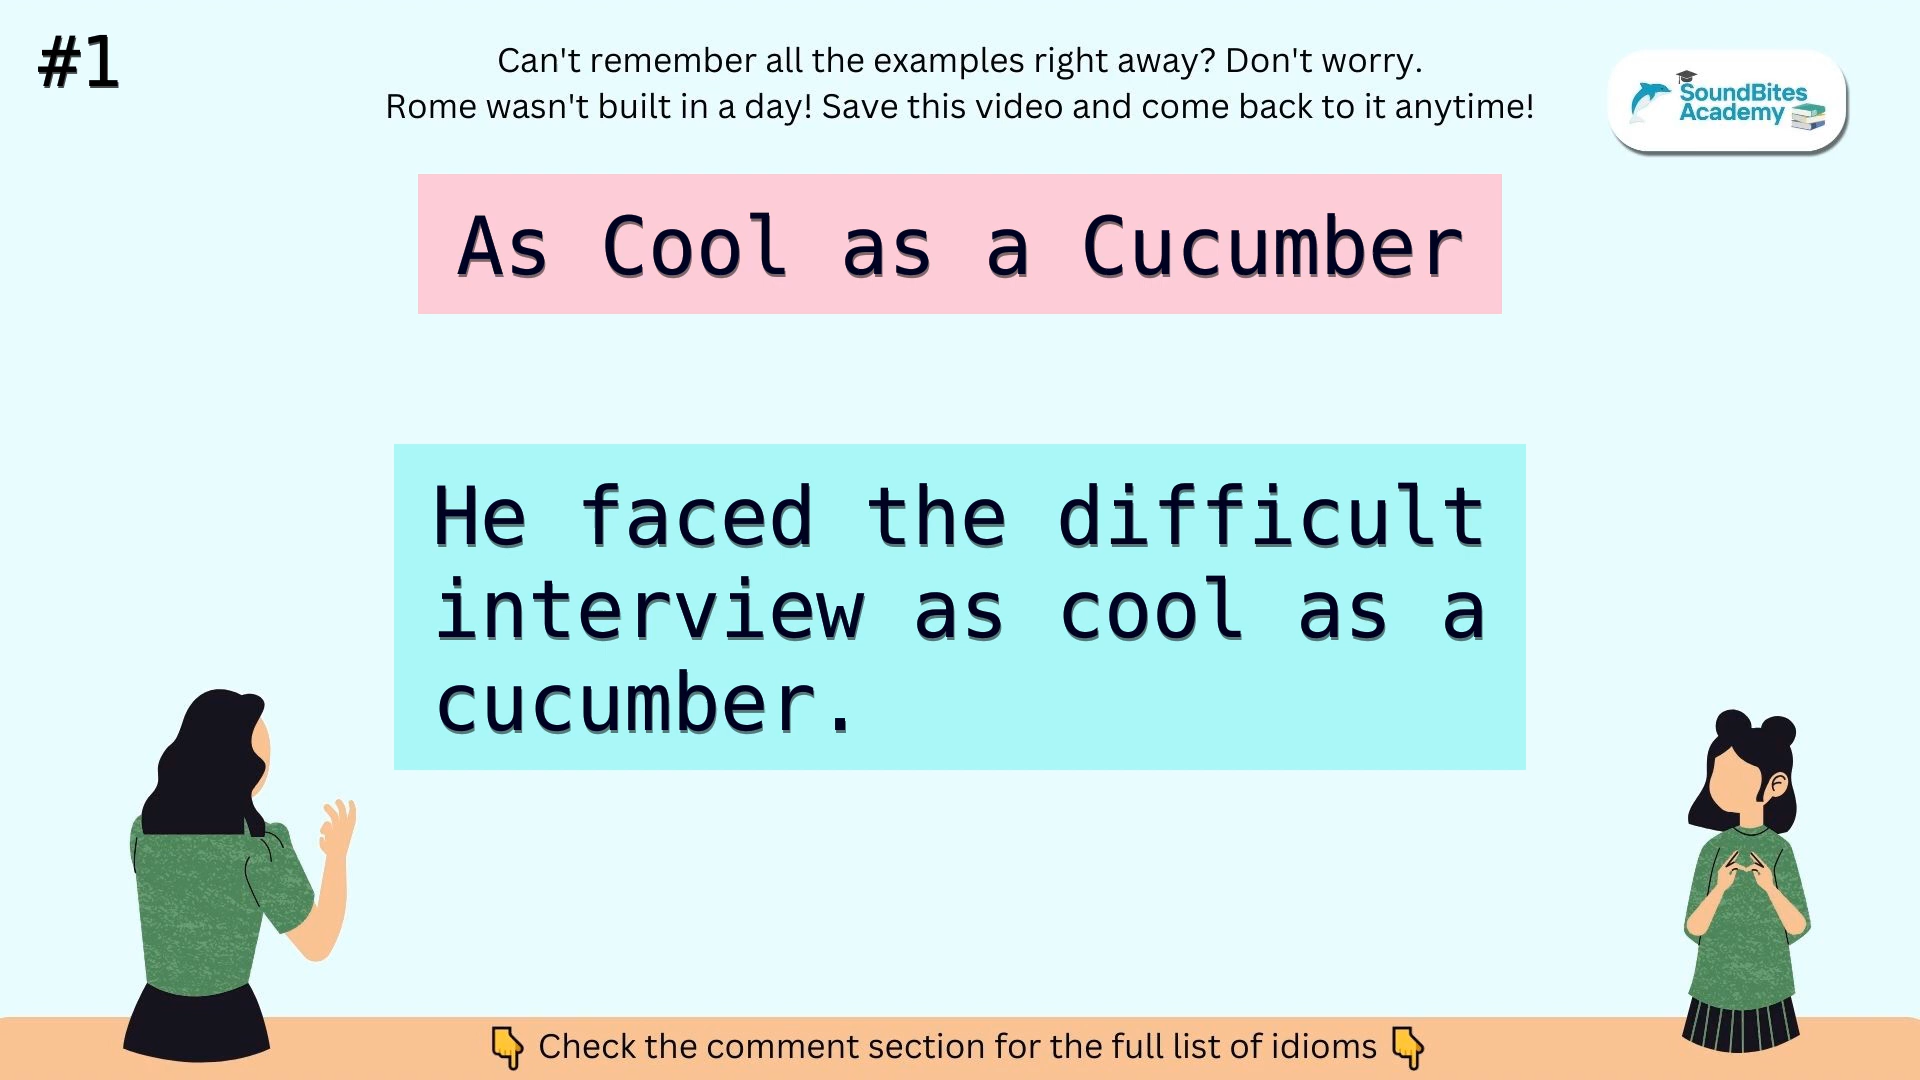 #1
Can't remember all the examples right away? Don't worry.
Rome wasn't built in a day! Save this video and come back to it anytime!
SoundBites
Academy
As Cool as a Cucumber
He faced the difficult
interview as cool as a
cucumber.
👇 Check the comment section for the full list of idioms 👇